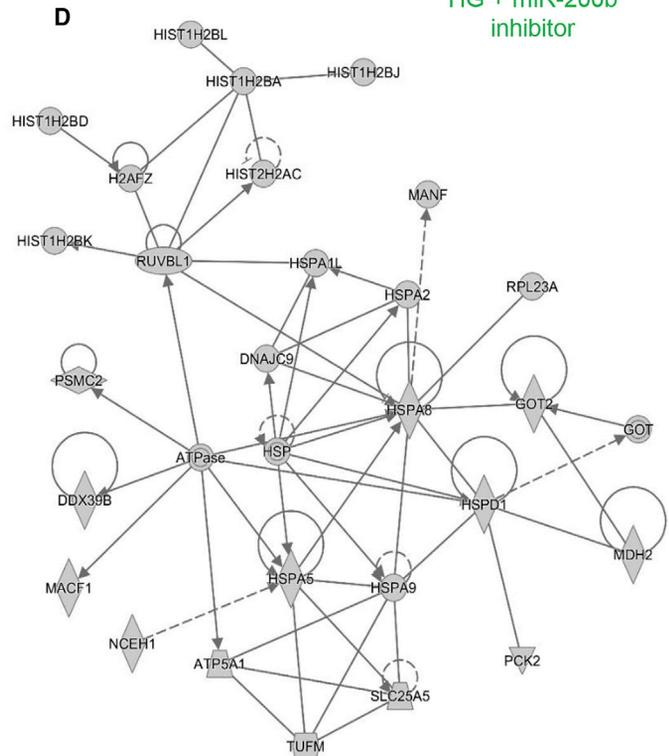 D
HG + miR-200b
inhibitor
HIST1H2BL
HIST1H2BA
HIST1H2BJ
HIST1H2BD
H2AFZ
HIST2H2AC
MANF
HIST1H2BK
RUVBL1
HSPA1L
HSPA2
RPL23A
DNAJC9
PSMC2
HSPA8
GOT2
GOT
ATPase
HSP
DDX39B
HSPD1
MDH2
MACF1
HSPA5
HSPA9
NCEH1
ATP5A1
PCK2
SLC25A5
TUFM